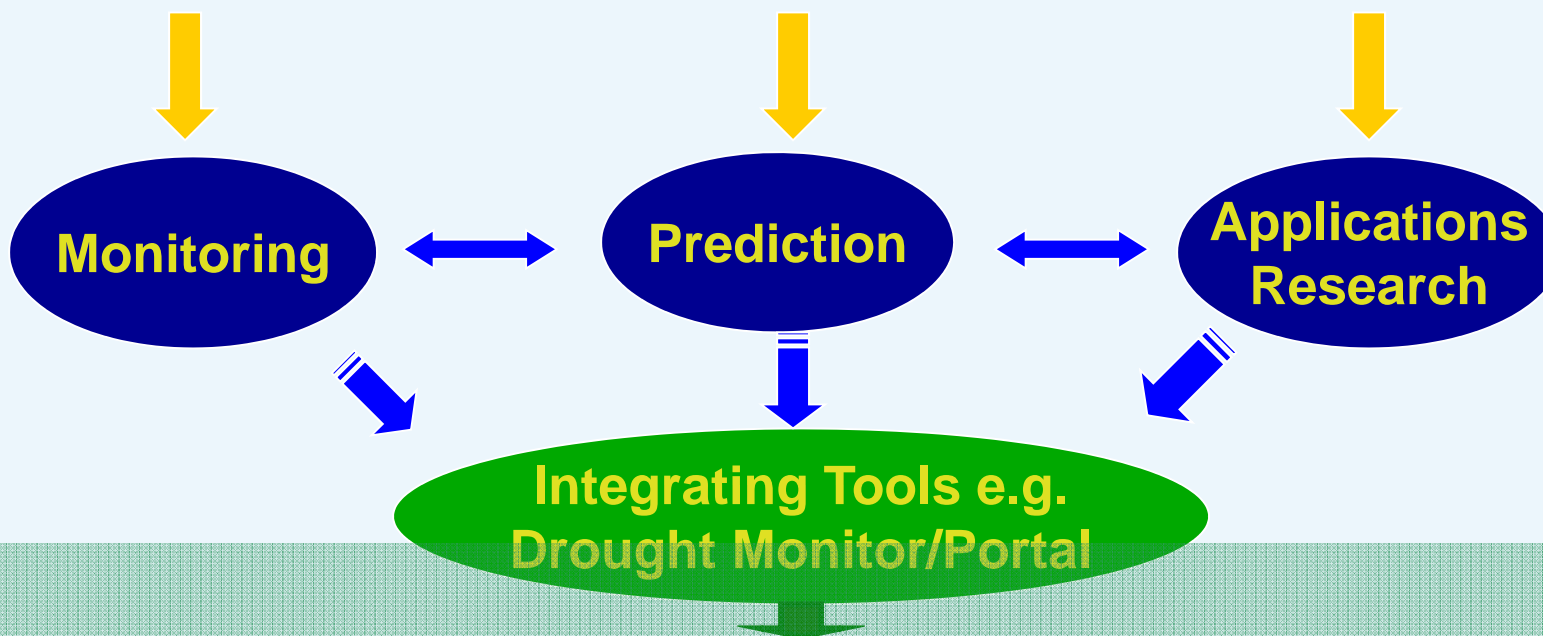 Monitoring
Prediction
Applications
Research
Integrating Tools e.g.
Drought Monitor/Portal